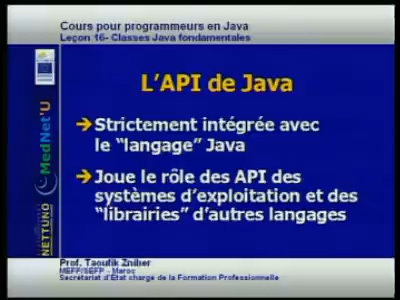 Cours pour programmeurs en Java
Leçon 16- Classes Java fondamentales
L'API de Java
Strictement intégrée avec
le "langage" Java
Joue le rôle des API des
systèmes d'exploitation et des
"librairies" d'autres langages
NETTUNO
MedNet'U
Prof. Taoufik Zniber
MEFP/SEFP - Maroc
Secrétariat d'Etat chargé de la Formation Professionnelle